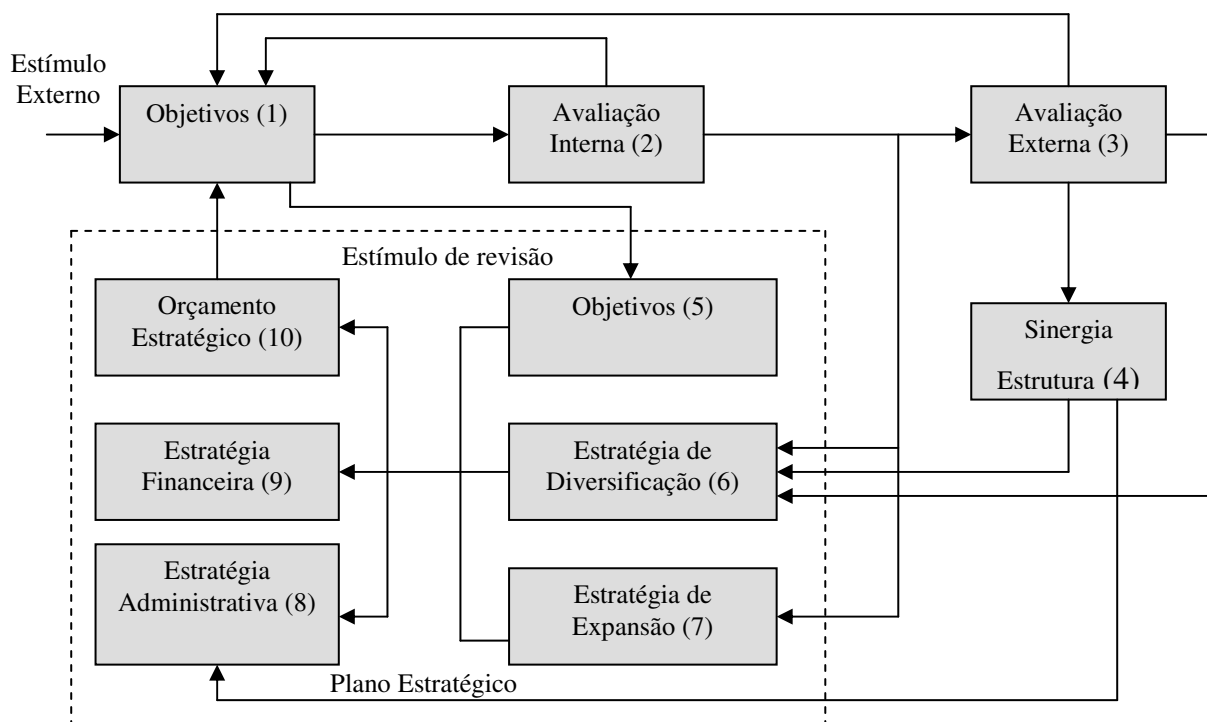 Estímulo
Externo
Objetivos (1)
Avaliação
Interna (2)
Avaliação
Externa (3)
Estímulo de revisão
Orçamento
Estratégico (10)
Objetivos (5)
Sinergia
Estrutura (4)
Estratégia
Financeira (9)
Estratégia de
Diversificação (6)
Estratégia
Administrativa (8)
Estratégia de
Expansão (7)
Plano Estratégico